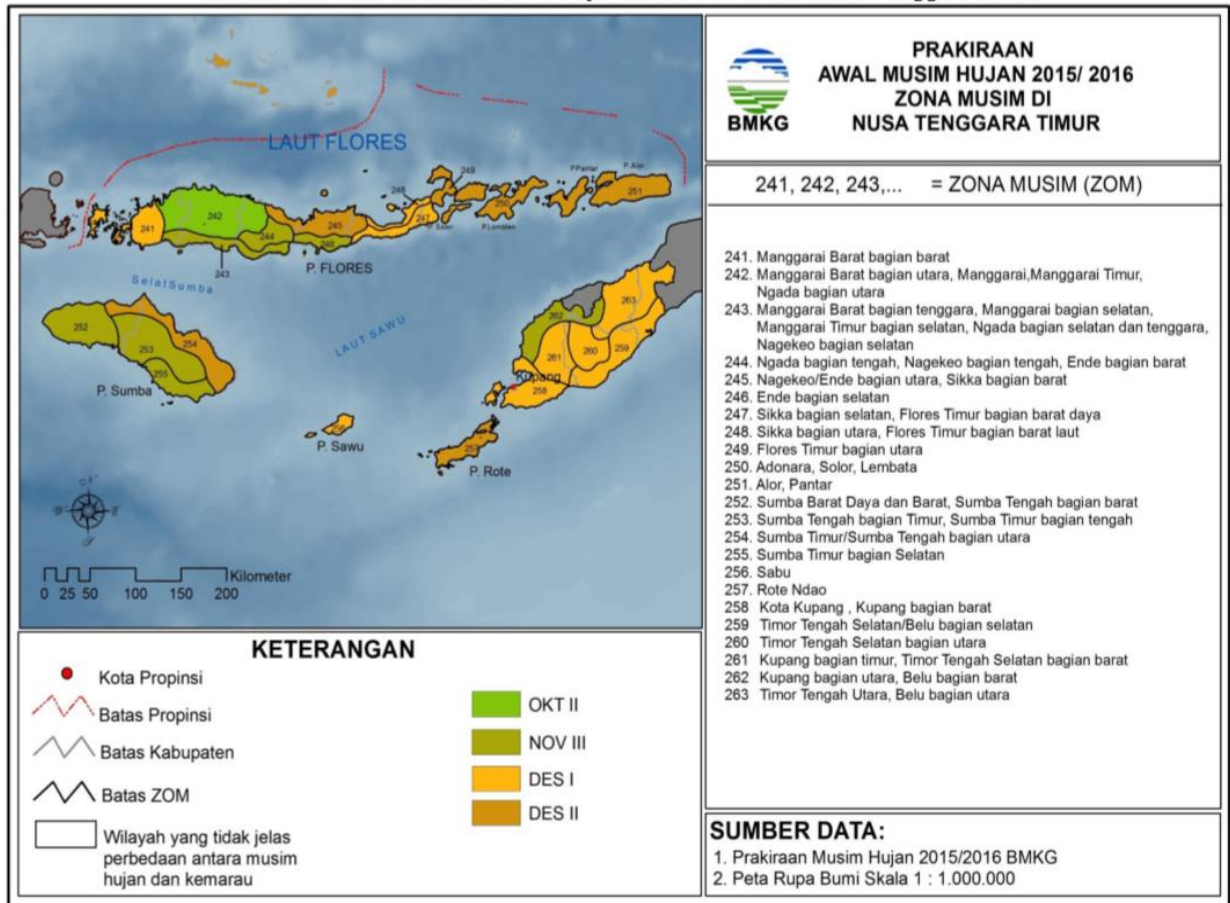 LAUT FLORES
P.Pantar
P. Alor
249
248
251
250
242
247
241
245
P. Solor
P.Lomblen
244
246
243
P. FLORES
263
Selat Sumba
262
252
LAUT SAWU
254
253
261
260
259
255
Kupang
258
P. Sumba
P. Sawu
257
P. Rote
Kilometer
0 25 50 100 150 200
KETERANGAN
Kota Propinsi
Batas Propinsi
Batas Kabupaten
Batas ZOM
Wilayah yang tidak jelas
perbedaan antara musim
hujan dan kemarau
OKT II
NOV III
DES I
DES II
BMKG
PRAKIRAAN
AWAL MUSIM HUJAN 2015/ 2016
ZONA MUSIM DI
NUSA TENGGARA TIMUR
241, 242, 243,... = ZONA MUSIM (ZOM)
241. Manggarai Barat bagian barat
242. Manggarai Barat bagian utara, Manggarai,Manggarai Timur,
Ngada bagian utara
243. Manggarai Barat bagian tenggara, Manggarai bagian selatan,
Manggarai Timur bagian selatan, Ngada bagian selatan dan tenggara,
Nagekeo bagian selatan
244. Ngada bagian tengah, Nagekeo bagian tengah, Ende bagian barat
245. Nagekeo/Ende bagian utara, Sikka bagian barat
246. Ende bagian selatan
247. Sikka bagian selatan, Flores Timur bagian barat daya
248. Sikka bagian utara, Flores Timur bagian barat laut
249. Flores Timur bagian utara
250. Adonara, Solor, Lembata
251. Alor, Pantar
252. Sumba Barat Daya dan Barat, Sumba Tengah bagian barat
253. Sumba Tengah bagian Timur, Sumba Timur bagian tengah
254. Sumba Timur/Sumba Tengah bagian utara
255. Sumba Timur bagian Selatan
256. Sabu
257. Rote Ndao
258 Kota Kupang , Kupang bagian barat
259 Timor Tengah Selatan/Belu bagian selatan
260 Timor Tengah Selatan bagian utara
261 Kupang bagian timur, Timor Tengah Selatan bagian barat
262 Kupang bagian utara, Belu bagian barat
263 Timor Tengah Utara, Belu bagian utara
SUMBER DATA:
1. Prakiraan Musim Hujan 2015/2016 BMKG
2. Peta Rupa Bumi Skala 1 : 1.000.000